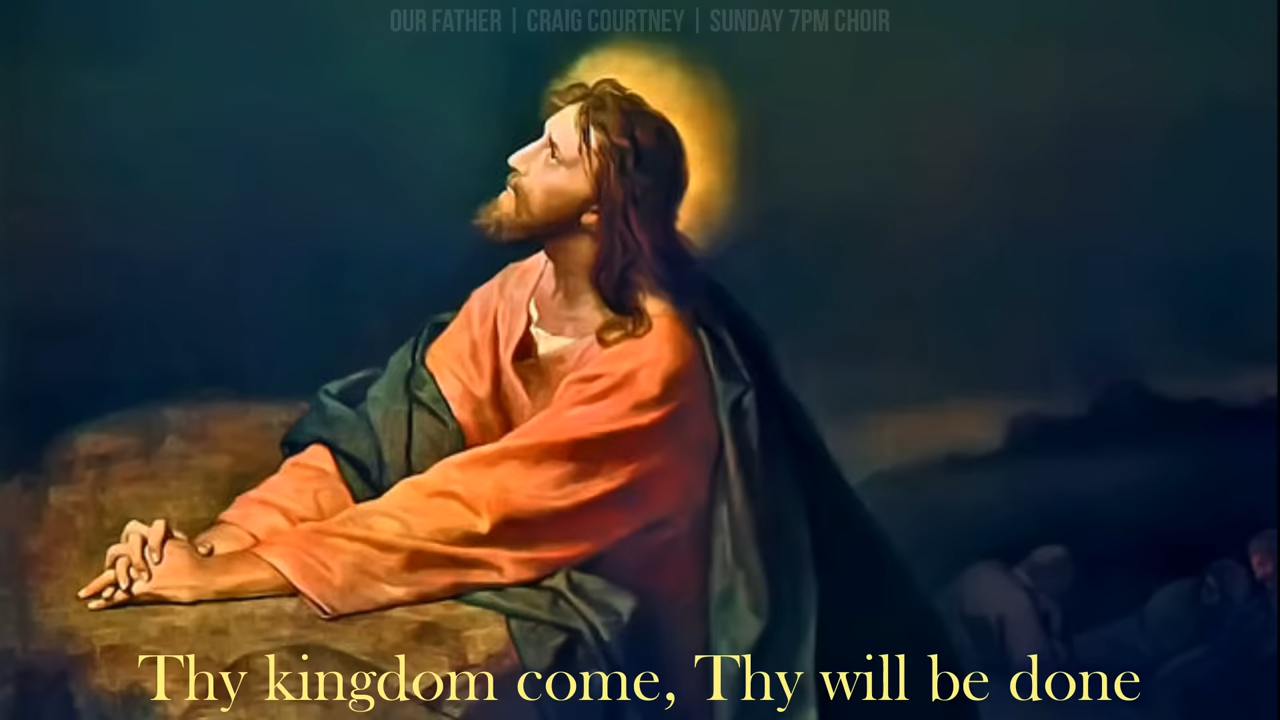 OUR FATHER | CRAIG COURTNEY | SUNDAY 7PM CHOIR
Thy kingdom come, Thy will be done